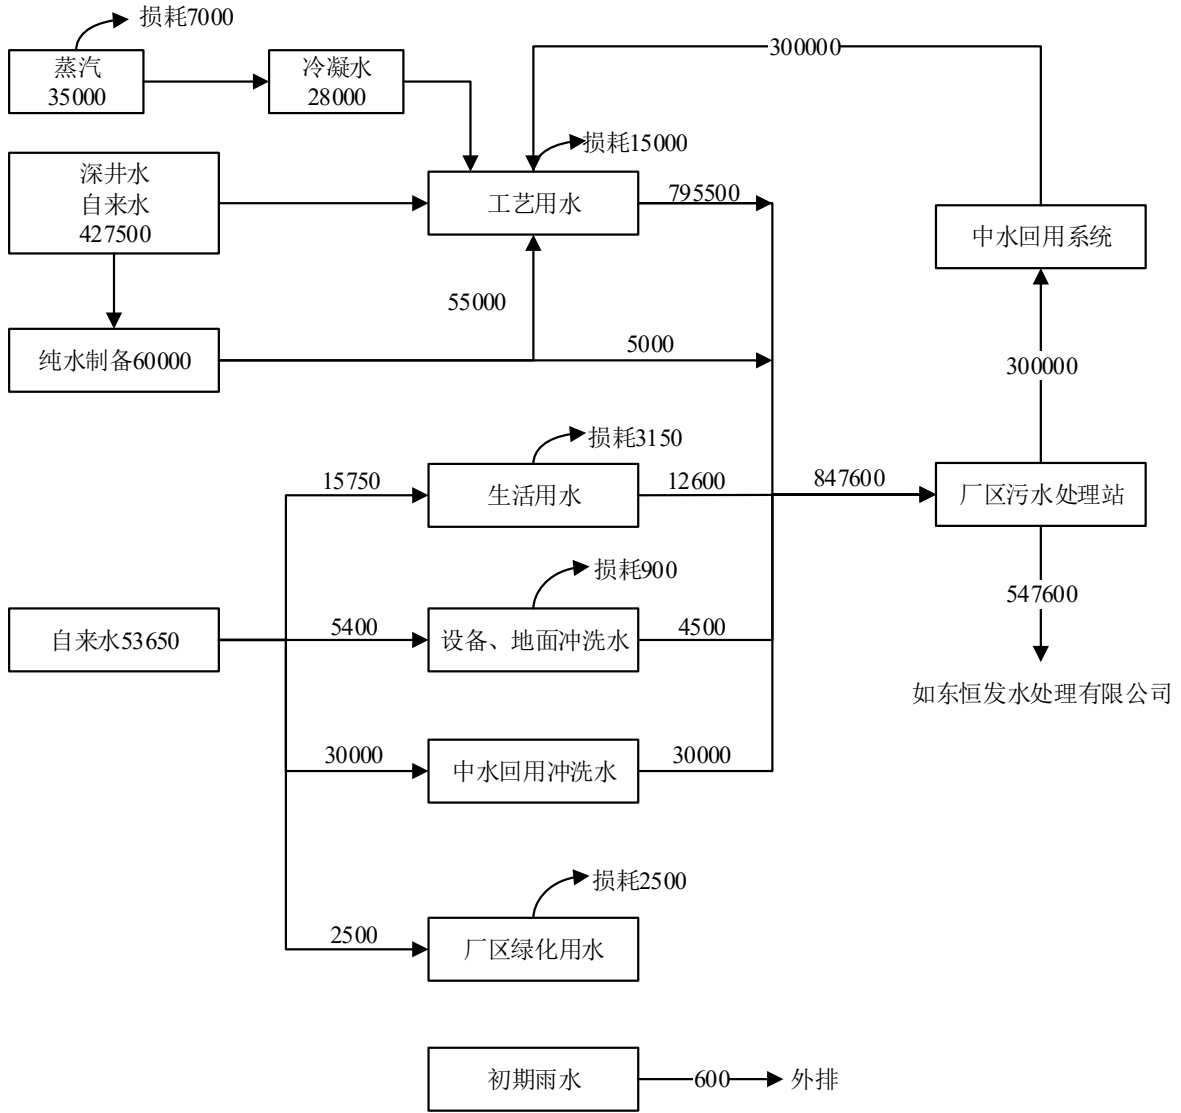 损耗7000
蒸汽
35000
冷凝水
28000
300000
损耗15000
深井水
自来水
427500
工艺用水
795500
中水回用系统
55000
纯水制备60000
5000
300000
损耗3150
15750
生活用水
12600
847600
厂区污水处理站
损耗900
547600
自来水53650
5400
设备、地面冲洗水
4500
如东恒发水处理有限公司
30000
中水回用冲洗水
30000
损耗2500
2500
厂区绿化用水
初期雨水
600
外排